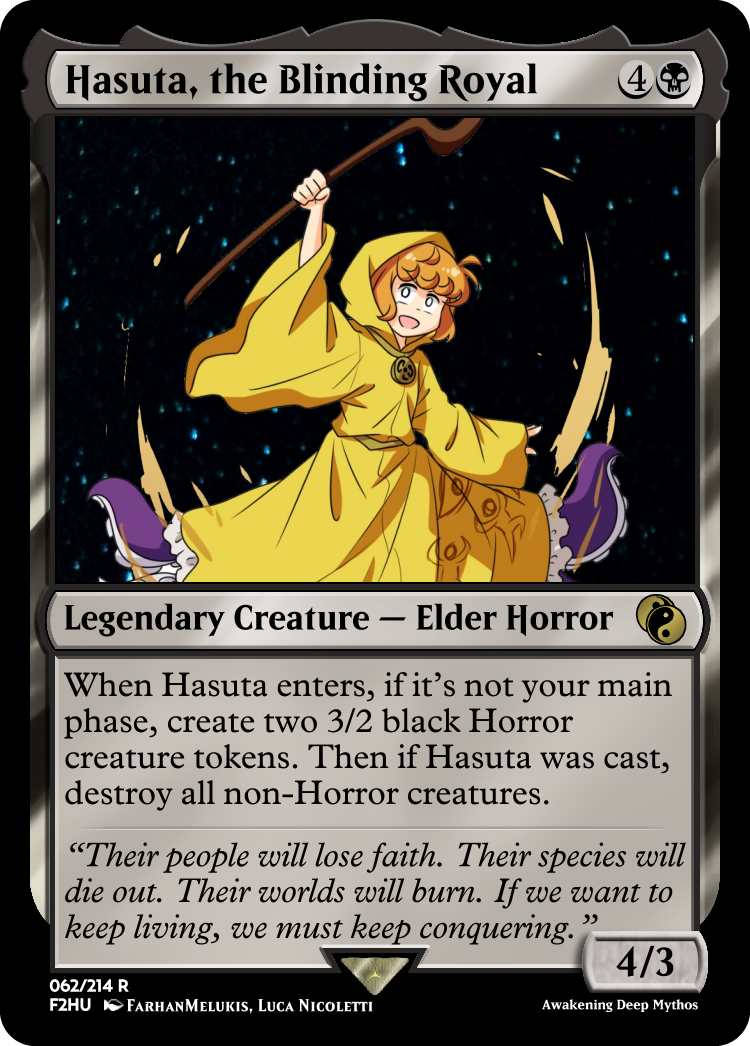 Hasuta, the Blinding Royal 4
Legendary Creature — Elder Horror
When Hasuta enters, if it's not your main
phase, create two 3/2 black Horror
creature tokens. Then if Hasuta was cast,
destroy all non-Horror creatures.
“Their people will lose faith. Their species will
die out. Their worlds will burn. If we want to
keep living, we must keep conquering.”
4/3
062/214 R
F2HU FarhanMelukis, Luca Nicoletti
Awakening Deep Mythos